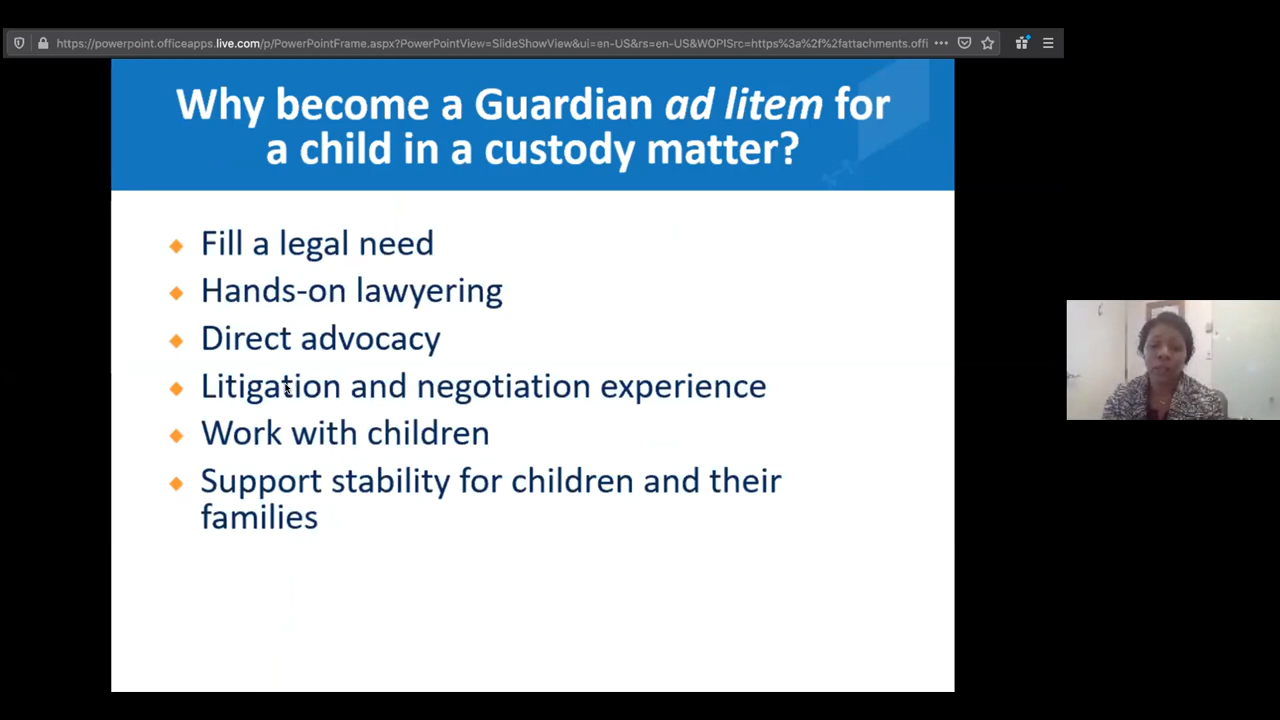 https://powerpoint.officeapps.live.com/p/PowerPointFrame.aspx?PowerPointView=SlideShowView&ui=en-US&rs=en-US&WOPISrc=https%3a%2f%2fattachments.offi
Why become a Guardian ad litem for
a child in a custody matter?
Fill a legal need
Hands-on lawyering
Direct advocacy
Litigation and negotiation experience
Work with children
Support stability for children and their
families